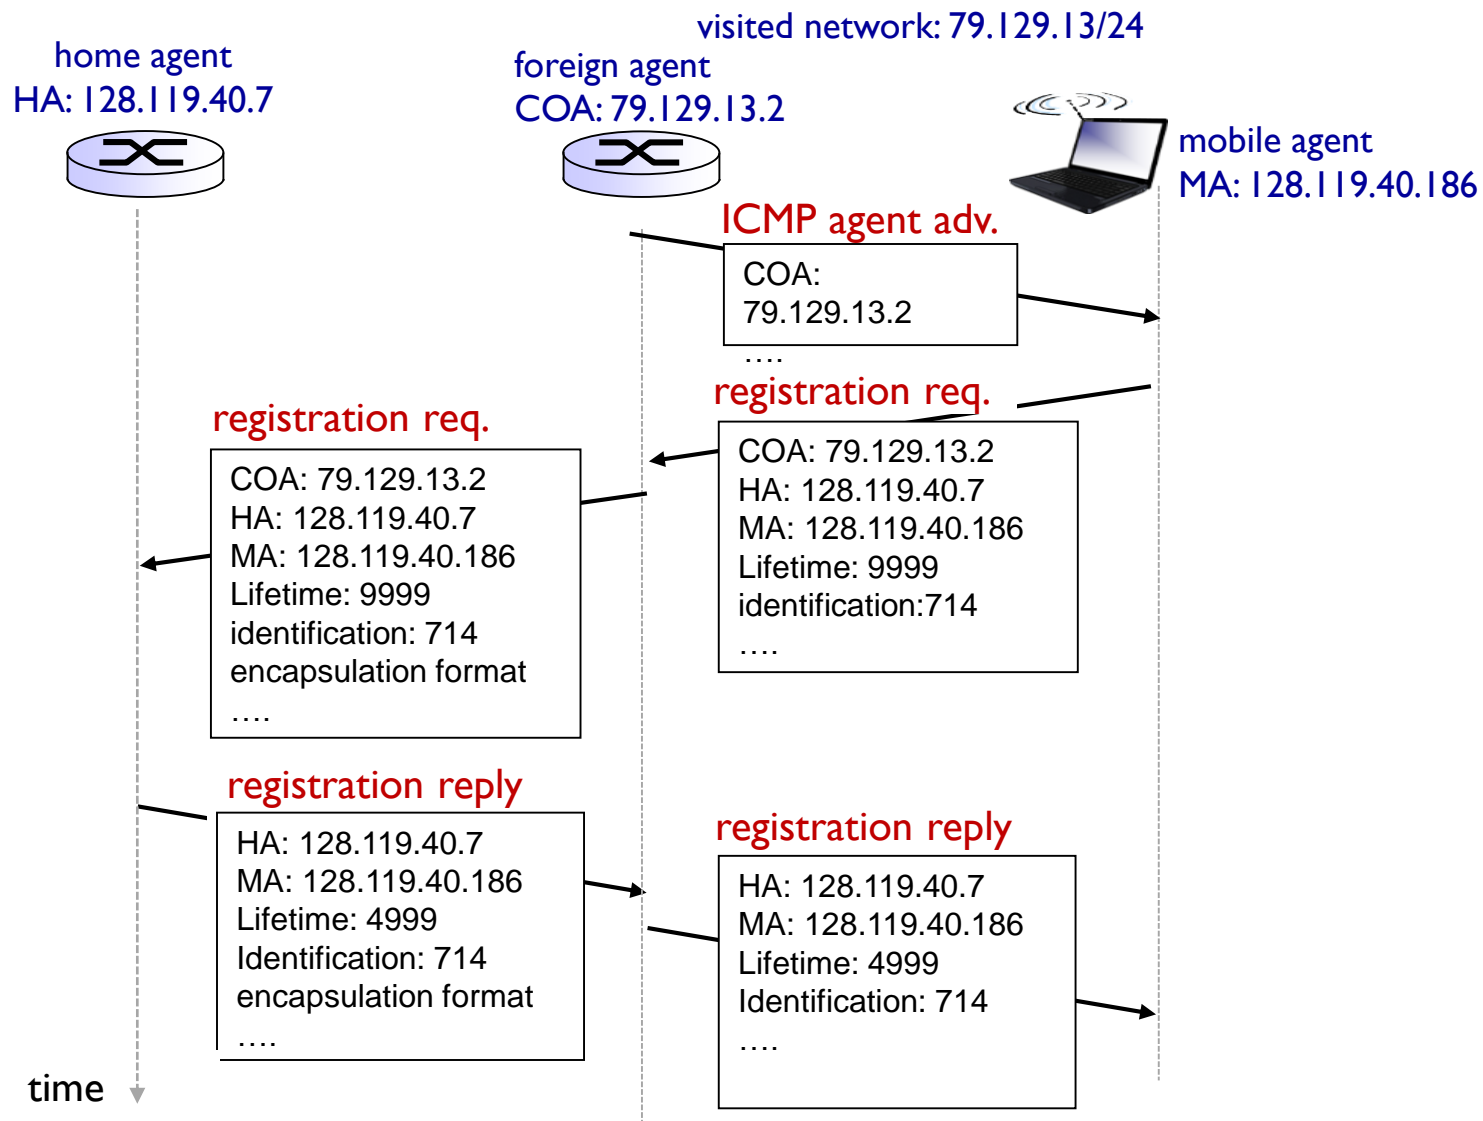 visited network: 79.129.13/24
home agent
HA: 128.119.40.7
foreign agent
COA: 79.129.13.2
mobile agent
MA: 128.119.40.186
ICMP agent adv.
COA:
79.129.13.2
….
registration req.
COA: 79.129.13.2
HA: 128.119.40.7
MA: 128.119.40.186
Lifetime: 9999
identification:714
….
registration req.
COA: 79.129.13.2
HA: 128.119.40.7
MA: 128.119.40.186
Lifetime: 9999
identification: 714
encapsulation format
….
registration reply
HA: 128.119.40.7
MA: 128.119.40.186
Lifetime: 4999
Identification: 714
encapsulation format
….
registration reply
HA: 128.119.40.7
MA: 128.119.40.186
Lifetime: 4999
Identification: 714
….
time